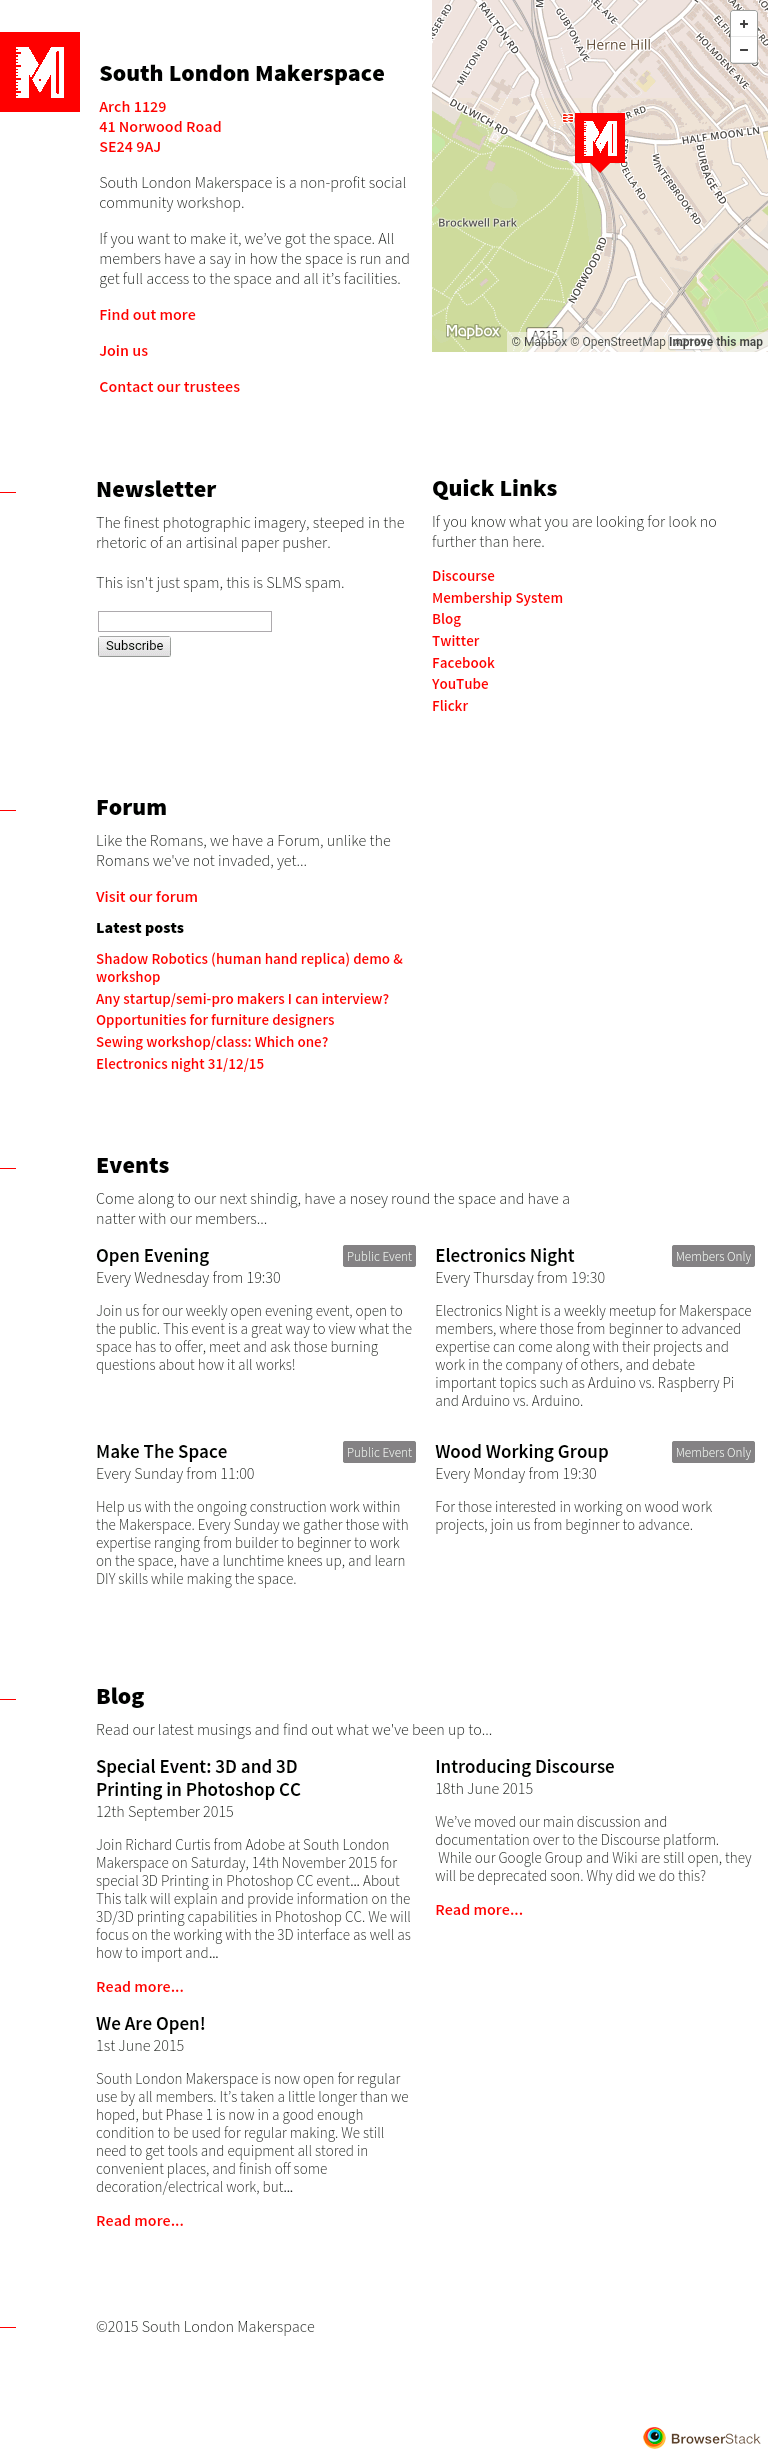 South London Makerspace
Arch 1129
41 Norwood Road
SE24 9AJ
South London Makerspace is a non-profit social
community workshop.
If you want to make it, we’ve got the space. All
members have a say in how the space is run and
get full access to the space and all it’s facilities.
Find out more
Join us
Contact our trustees
RAILTON RD
MILTON RD
GUBYON AVE
Herne Hill
HOLMDENE AVE
DULWICH RD
HALF MOON LN
BURBAGE RD
WINTERBROOK RD
Brockwell Park
NORWOOD RD
A215
Mapbox
© Mapbox © OpenStreetMap Improve this map
+
−
Newsletter
The finest photographic imagery, steeped in the
rhetoric of an artisinal paper pusher.
This isn't just spam, this is SLMS spam.
Subscribe
Quick Links
If you know what you are looking for look no
further than here.
Discourse
Membership System
Blog
Twitter
Facebook
YouTube
Flickr
Forum
Like the Romans, we have a Forum, unlike the
Romans we've not invaded, yet...
Visit our forum
Latest posts
Shadow Robotics (human hand replica) demo &
workshop
Any startup/semi-pro makers I can interview?
Opportunities for furniture designers
Sewing workshop/class: Which one?
Electronics night 31/12/15
Events
Come along to our next shindig, have a nosey round the space and have a
natter with our members...
Open Evening
Public Event
Every Wednesday from 19:30
Join us for our weekly open evening event, open to
the public. This event is a great way to view what the
space has to offer, meet and ask those burning
questions about how it all works!
Electronics Night
Members Only
Every Thursday from 19:30
Electronics Night is a weekly meetup for Makerspace
members, where those from beginner to advanced
expertise can come along with their projects and
work in the company of others, and debate
important topics such as Arduino vs. Raspberry Pi
and Arduino vs. Arduino.
Make The Space
Public Event
Every Sunday from 11:00
Help us with the ongoing construction work within
the Makerspace. Every Sunday we gather those with
expertise ranging from builder to beginner to work
on the space, have a lunchtime knees up, and learn
DIY skills while making the space.
Wood Working Group
Members Only
Every Monday from 19:30
For those interested in working on wood work
projects, join us from beginner to advance.
Blog
Read our latest musings and find out what we've been up to...
Special Event: 3D and 3D
Printing in Photoshop CC
12th September 2015
Join Richard Curtis from Adobe at South London
Makerspace on Saturday, 14th November 2015 for
special 3D Printing in Photoshop CC event... About
This talk will explain and provide information on the
3D/3D printing capabilities in Photoshop CC. We will
focus on the working with the 3D interface as well as
how to import and...
Read more...
Introducing Discourse
18th June 2015
We’ve moved our main discussion and
documentation over to the Discourse platform.
While our Google Group and Wiki are still open, they
will be deprecated soon. Why did we do this?
Read more...
We Are Open!
1st June 2015
South London Makerspace is now open for regular
use by all members. It’s taken a little longer than we
hoped, but Phase 1 is now in a good enough
condition to be used for regular making. We still
need to get tools and equipment all stored in
convenient places, and finish off some
decoration/electrical work, but...
Read more...
©2015 South London Makerspace
BrowserStack